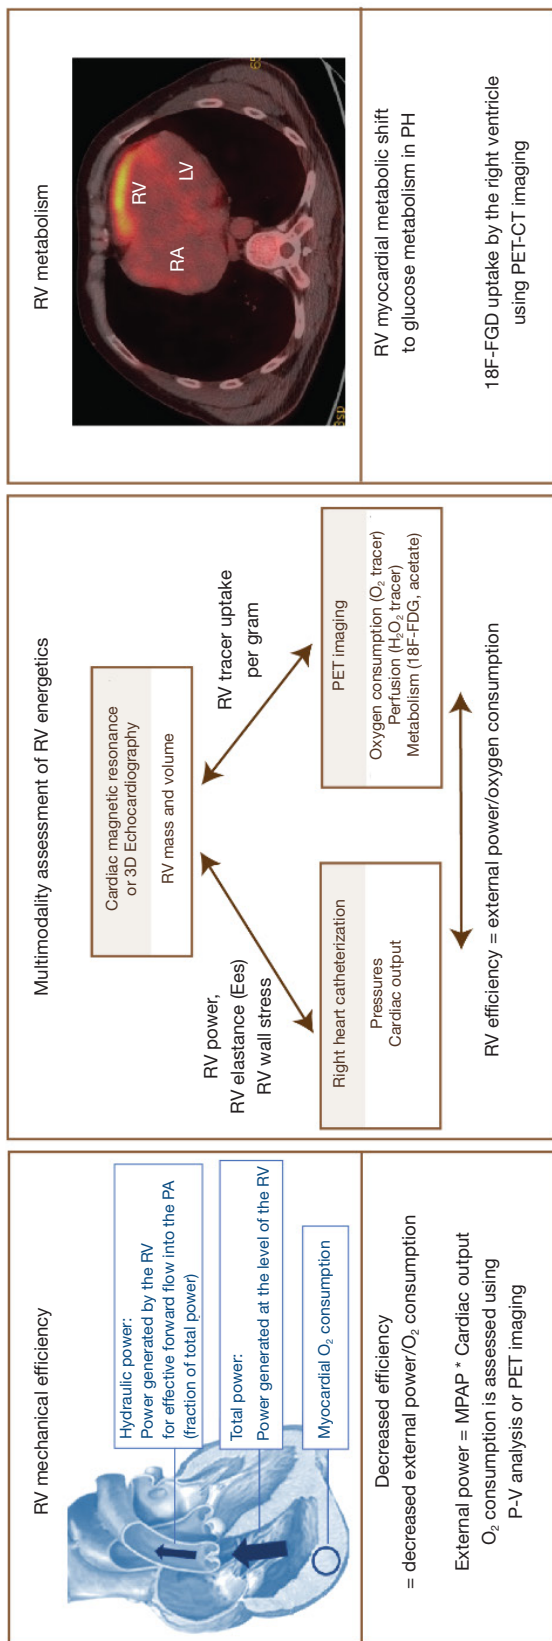 RV mechanical efficiency
Hydraulic power:
Power generated by the RV
for effective forward flow into the PA
(fraction of total power)
Total power:
Power generated at the level of the RV
Myocardial O₂ consumption
Decreased efficiency
= decreased external power/O₂ consumption
External power = MPAP * Cardiac output
O₂ consumption is assessed using
P-V analysis or PET imaging
Multimodality assessment of RV energetics
Cardiac magnetic resonance
or 3D Echocardiography
RV mass and volume
RV power,
RV elastance (Ees)
RV wall stress
RV tracer uptake
per gram
Right heart catheterization
Pressures
Cardiac output
PET imaging
Oxygen consumption (O₂ tracer)
Perfusion (H₂O₂ tracer)
Metabolism (18F-FDG, acetate)
RV efficiency = external power/oxygen consumption
RV metabolism
RV
LV
RA
RV myocardial metabolic shift
to glucose metabolism in PH
18F-FGD uptake by the right ventricle
using PET-CT imaging